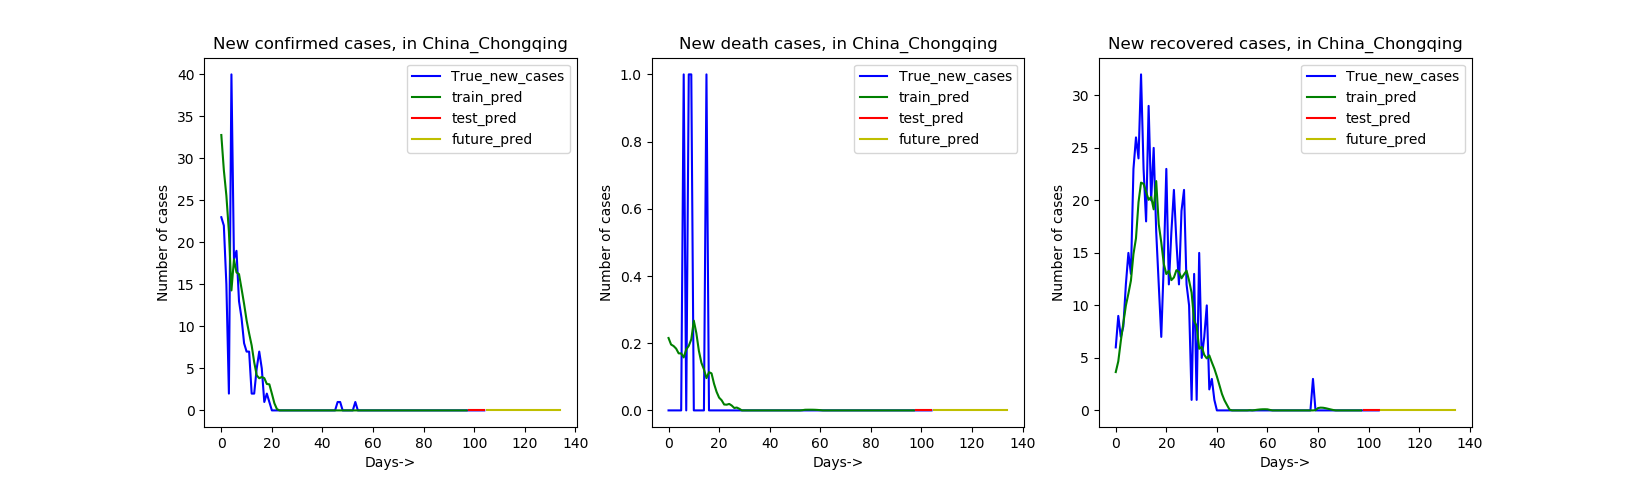 New confirmed cases, in China_Chongqing
Number of cases
40
35
30
25
20
15
10
5
0
True_new_cases
train_pred
test_pred
future_pred
0 20 40 60 80 100 120 140
Days->
New death cases, in China_Chongqing
Number of cases
1.0
0.8
0.6
0.4
0.2
0.0
True_new_cases
train_pred
test_pred
future_pred
0 20 40 60 80 100 120 140
Days->
New recovered cases, in China_Chongqing
Number of cases
30
25
20
15
10
5
0
True_new_cases
train_pred
test_pred
future_pred
0 20 40 60 80 100 120 140
Days->